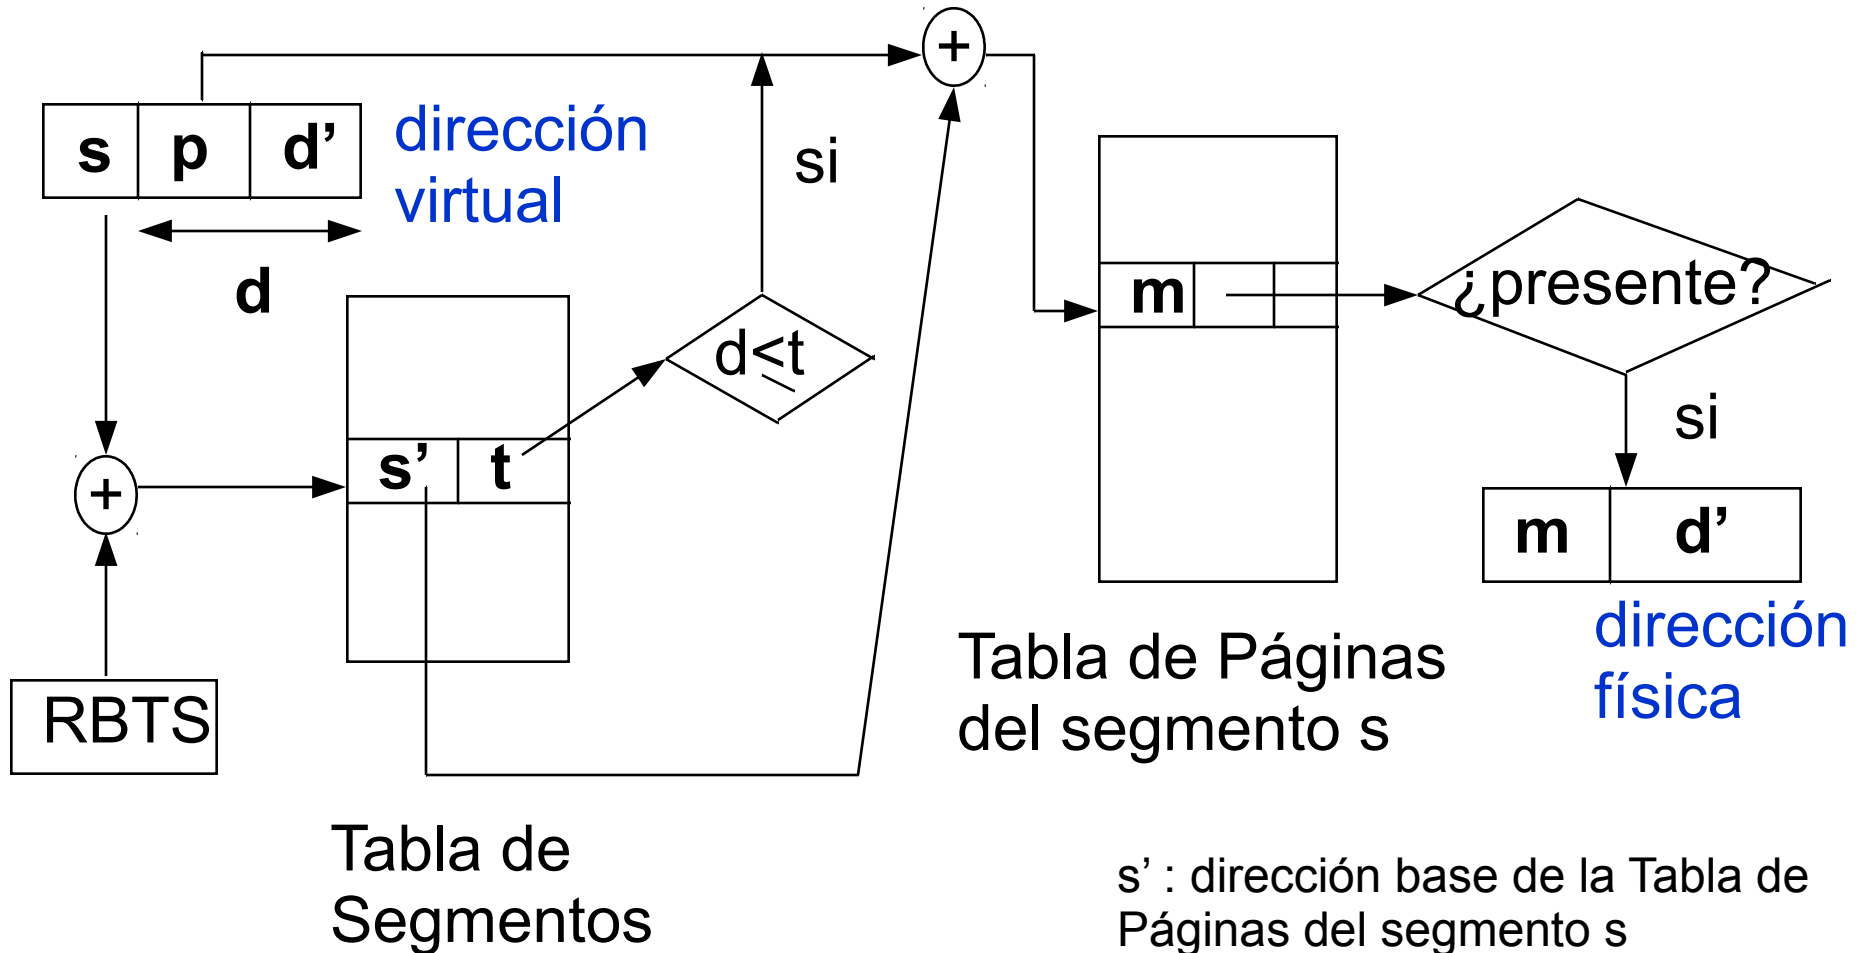 +
s p d’
dirección
virtual
si
d
¿presente?
m
d<t
si
s’ t
+
m d’
dirección
física
RBTS
Tabla de Páginas
del segmento s
Tabla de
Segmentos
s’ : dirección base de la Tabla de
Páginas del segmento s